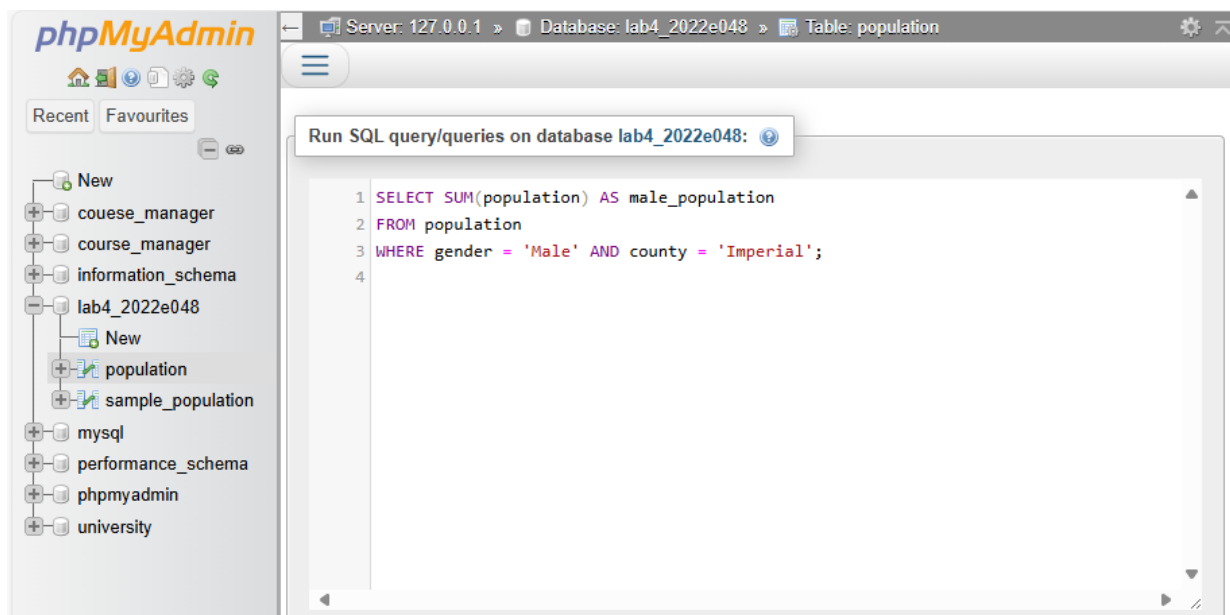 phpMyAdmin
Recent Favourites
New
couese_manager
course_manager
information_schema
lab4_2022e048
New
population
sample_population
mysql
performance_schema
phpmyadmin
university
Server: 127.0.0.1 » Database: lab4_2022e048 » Table: population
Run SQL query/queries on database lab4_2022e048:
1 SELECT SUM(population) AS male_population
2 FROM population
3 WHERE gender = 'Male' AND county = 'Imperial';
4